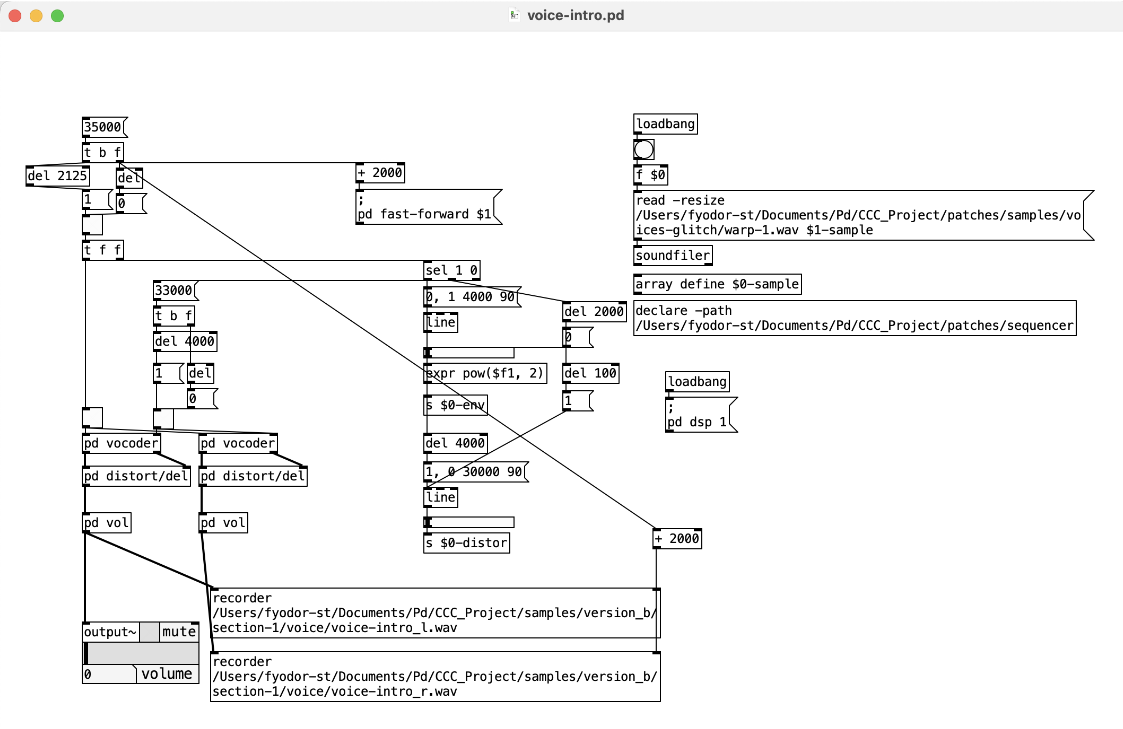 voice-intro.pd
35000
t b f
del 2125
del
1
0
t f f
+ 2000
;
pd fast-forward $1
33000
t b f
del 4000
1
del
0
sel 1 0
0, 1 4000 90
line
expr pow($f1, 2)
s $0-env
del 4000
1, 0 30000 90
line
s $0-distor
del 2000
0
del 100
1
pd vocoder
pd vocoder
pd distort/del
pd distort/del
pd vol
pd vol
+ 2000
output~
mute
0
volume
recorder
/Users/fyodor-st/Documents/Pd/CCC_Project/samples/version_b/
section-1/voice/voice-intro_l.wav
recorder
/Users/fyodor-st/Documents/Pd/CCC_Project/samples/version_b/
section-1/voice/voice-intro_r.wav
loadbang
f $0
read -resize
/Users/fyodor-st/Documents/Pd/CCC_Project/patches/samples/vo
ices-glitch/warp-1.wav $1-sample
soundfiler
array define $0-sample
declare -path
/Users/fyodor-st/Documents/Pd/CCC_Project/patches/sequencer
loadbang
;
pd dsp 1